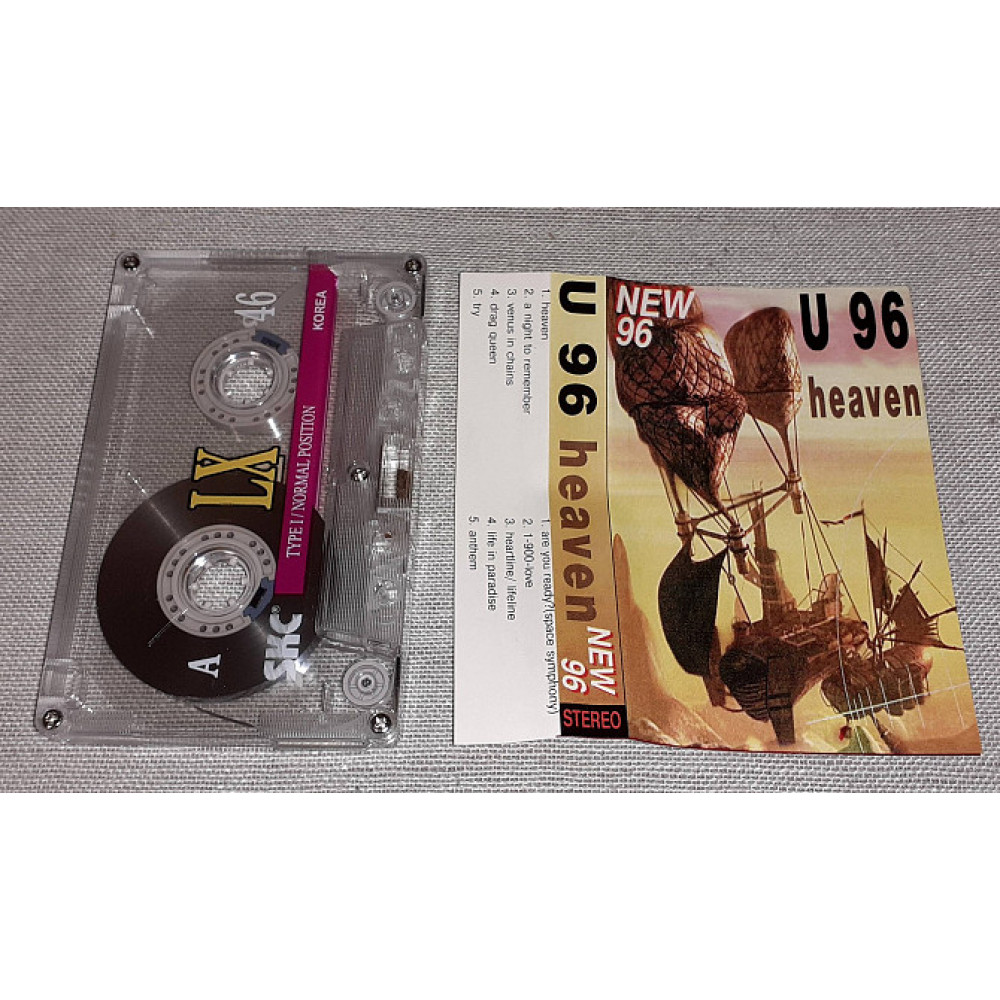 46
KOREA
LX
TYPE I / NORMAL POSITION
A
SKC®
1. heaven
2. a night to remember
3. venus in chains
4. drag queen
5. try
1. are you ready?(space symphony)
2. 1-900-love
3. heartline/ lifeline
4. life in paradise
5. anthem
U 96 heaven
NEW
96
STEREO
NEW
96
U 96
heaven